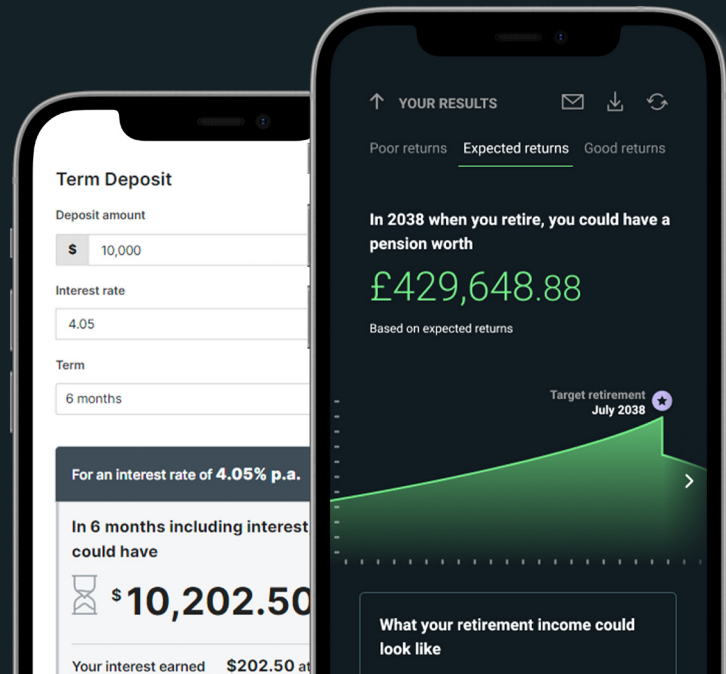 Term Deposit
Deposit amount
$ 10,000
Interest rate
4.05
Term
6 months
For an interest rate of 4.05% p.a.
In 6 months including interest,
could have
$10,202.50
Your interest earned $202.50 at
YOUR RESULTS
Poor returns Expected returns Good returns
In 2038 when you retire, you could have a
pension worth
£429,648.88
Based on expected returns
Target retirement
July 2038
What your retirement income could
look like